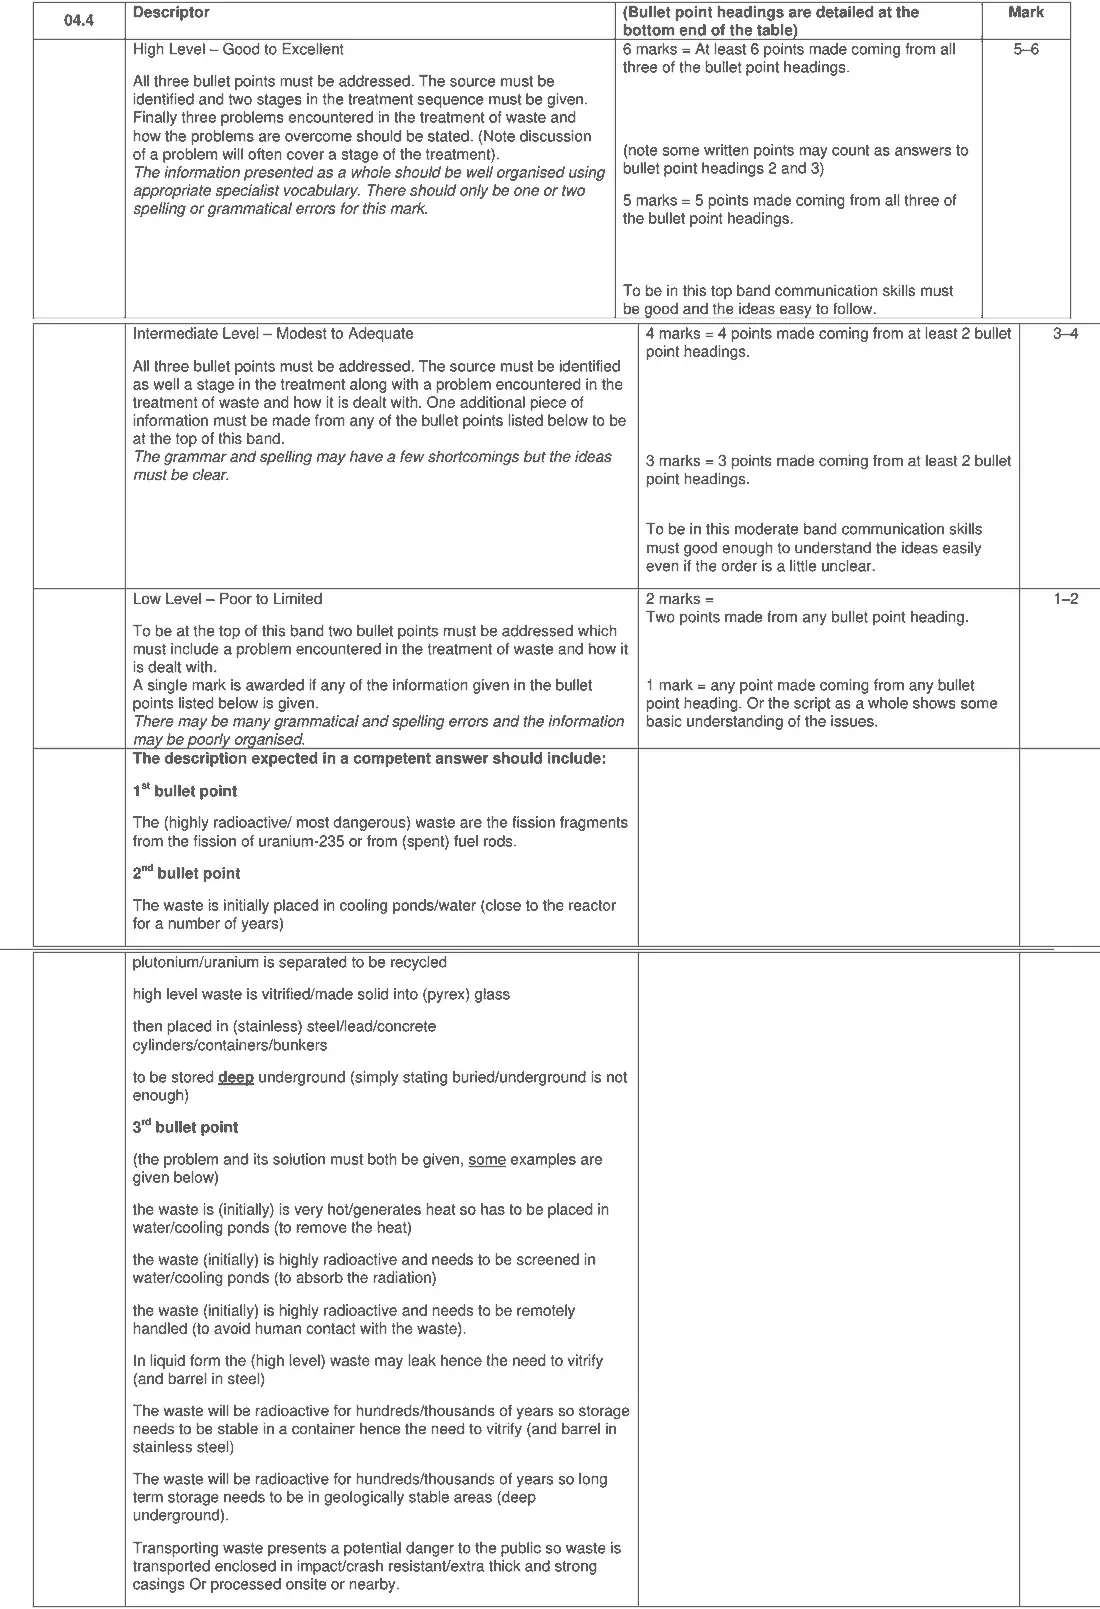 04.4
Descriptor
(Bullet point headings are detailed at the
bottom end of the table)
Mark
High Level – Good to Excellent
All three bullet points must be addressed. The source must be
identified and two stages in the treatment sequence must be given.
Finally three problems encountered in the treatment of waste and
how the problems are overcome should be stated. (Note discussion
of a problem will often cover a stage of the treatment).
The information presented as a whole should be well organised using
appropriate specialist vocabulary. There should only be one or two
spelling or grammatical errors for this mark.
6 marks = At least 6 points made coming from all
three of the bullet point headings.
(note some written points may count as answers to
bullet point headings 2 and 3)
5 marks = 5 points made coming from all three of
the bullet point headings.
To be in this top band communication skills must
be good and the ideas easy to follow.
5–6
Intermediate Level – Modest to Adequate
All three bullet points must be addressed. The source must be identified
as well a stage in the treatment along with a problem encountered in the
treatment of waste and how it is dealt with. One additional piece of
information must be made from any of the bullet points listed below to be
at the top of this band.
The grammar and spelling may have a few shortcomings but the ideas
must be clear.
4 marks = 4 points made coming from at least 2 bullet
point headings.
3 marks = 3 points made coming from at least 2 bullet
point headings.
To be in this moderate band communication skills
must good enough to understand the ideas easily
even if the order is a little unclear.
3–4
Low Level – Poor to Limited
To be at the top of this band two bullet points must be addressed which
must include a problem encountered in the treatment of waste and how it
is dealt with.
A single mark is awarded if any of the information given in the bullet
points listed below is given.
There may be many grammatical and spelling errors and the information
may be poorly organised.
2 marks =
Two points made from any bullet point heading.
1 mark = any point made coming from any bullet
point heading. Or the script as a whole shows some
basic understanding of the issues.
1–2
The description expected in a competent answer should include:
1st bullet point
The (highly radioactive/ most dangerous) waste are the fission fragments
from the fission of uranium-235 or from (spent) fuel rods.
2nd bullet point
The waste is initially placed in cooling ponds/water (close to the reactor
for a number of years)
plutonium/uranium is separated to be recycled
high level waste is vitrified/made solid into (pyrex) glass
then placed in (stainless) steel/lead/concrete
cylinders/containers/bunkers
to be stored deep underground (simply stating buried/underground is not
enough)
3rd bullet point
(the problem and its solution must both be given, some examples are
given below)
the waste is (initially) is very hot/generates heat so has to be placed in
water/cooling ponds (to remove the heat)
the waste (initially) is highly radioactive and needs to be screened in
water/cooling ponds (to absorb the radiation)
the waste (initially) is highly radioactive and needs to be remotely
handled (to avoid human contact with the waste).
In liquid form the (high level) waste may leak hence the need to vitrify
(and barrel in steel)
The waste will be radioactive for hundreds/thousands of years so storage
needs to be stable in a container hence the need to vitrify (and barrel in
stainless steel)
The waste will be radioactive for hundreds/thousands of years so long
term storage needs to be in geologically stable areas (deep
underground).
Transporting waste presents a potential danger to the public so waste is
transported enclosed in impact/crash resistant/extra thick and strong
casings Or processed onsite or nearby.